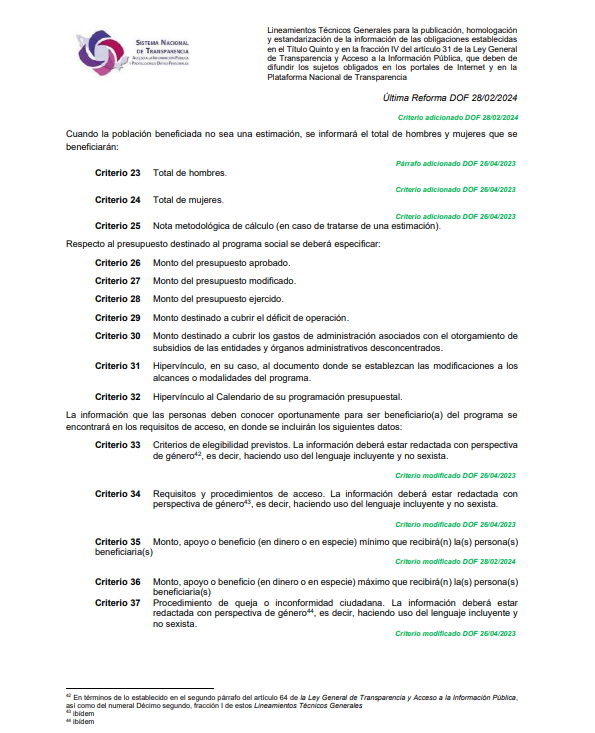 SISTEMA NACIONAL
DE TRANSPARENCIA
ACCESO A LA INFORMACIÓN PÚBLICA
Y PROTECCIÓN DE DATOS PERSONALES
Lineamientos Técnicos Generales para la publicación, homologación
y estandarización de la información de las obligaciones establecidas
en el Título Quinto y en la fracción IV del artículo 31 de la Ley General
de Transparencia y Acceso a la Información Pública, que deben de
difundir los sujetos obligados en los portales de Internet y en la
Plataforma Nacional de Transparencia
Última Reforma DOF 28/02/2024
Criterio adicionado DOF 28/02/2024
Cuando la población beneficiada no sea una estimación, se informará el total de hombres y mujeres que se
beneficiarán:
Párrafo adicionado DOF 26/04/2023
Criterio 23 Total de hombres.
Criterio adicionado DOF 26/04/2023
Criterio 24 Total de mujeres.
Criterio adicionado DOF 26/04/2023
Criterio 25 Nota metodológica de cálculo (en caso de tratarse de una estimación).
Respecto al presupuesto destinado al programa social se deberá especificar:
Criterio 26 Monto del presupuesto aprobado.
Criterio 27 Monto del presupuesto modificado.
Criterio 28 Monto del presupuesto ejercido.
Criterio 29 Monto destinado a cubrir el déficit de operación.
Criterio 30 Monto destinado a cubrir los gastos de administración asociados con el otorgamiento de
subsidios de las entidades y órganos administrativos desconcentrados.
Criterio 31 Hipervínculo, en su caso, al documento donde se establezcan las modificaciones a los
alcances o modalidades del programa.
Criterio 32 Hipervínculo al Calendario de su programación presupuestal.
La información que las personas deben conocer oportunamente para ser beneficiario(a) del programa se
encontrará en los requisitos de acceso, en donde se incluirán los siguientes datos:
Criterio 33 Criterios de elegibilidad previstos. La información deberá estar redactada con perspectiva
de género⁴², es decir, haciendo uso del lenguaje incluyente y no sexista.
Criterio modificado DOF 26/04/2023
Criterio 34 Requisitos y procedimientos de acceso. La información deberá estar redactada con
perspectiva de género⁴³, es decir, haciendo uso del lenguaje incluyente y no sexista.
Criterio modificado DOF 26/04/2023
Criterio 35 Monto, apoyo o beneficio (en dinero o en especie) mínimo que recibirá(n) la(s) persona(s)
beneficiaria(s)
Criterio modificado DOF 28/02/2024
Criterio 36 Monto, apoyo o beneficio (en dinero o en especie) máximo que recibirá(n) la(s) persona(s)
beneficiaria(s)
Criterio 37 Procedimiento de queja o inconformidad ciudadana. La información deberá estar
redactada con perspectiva de género⁴⁴, es decir, haciendo uso del lenguaje incluyente y
no sexista.
Criterio modificado DOF 26/04/2023
⁴² En términos de lo establecido en el segundo párrafo del artículo 64 de la Ley General de Transparencia y Acceso a la Información Pública,
así como del numeral Décimo segundo, fracción I de estos Lineamientos Técnicos Generales
⁴³ ibídem
⁴⁴ ibídem